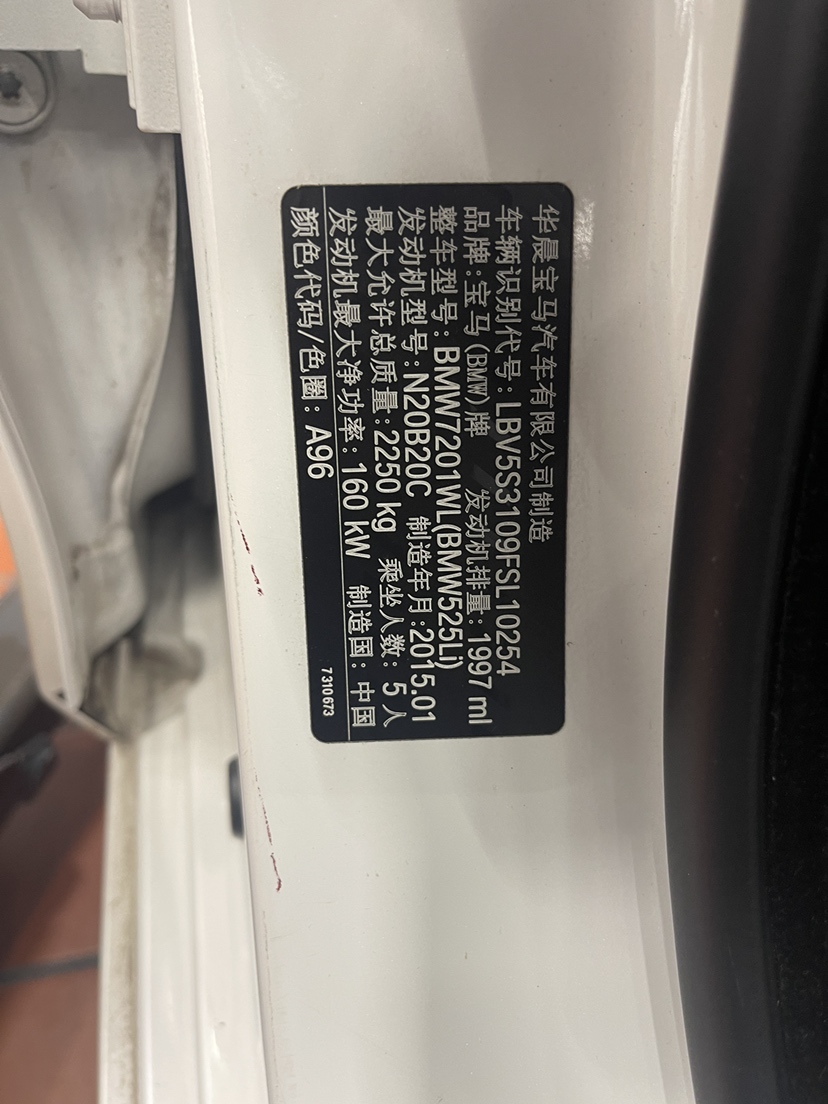 华晨宝马汽车有限公司制造
车辆识别代号: LBV5S3109FSL10254
品牌:宝马(BMW)牌 发动机排量: 1997 ml
整车型号: BMW7201WL(BMW525Li)
发动机型号:N20B20C 制造年月:2015.01
最大允许总质量:2250 kg 乘坐人数: 5 人
发动机最大净功率: 160 kW 制造国: 中国
颜色代码/色圈: A96
7310673